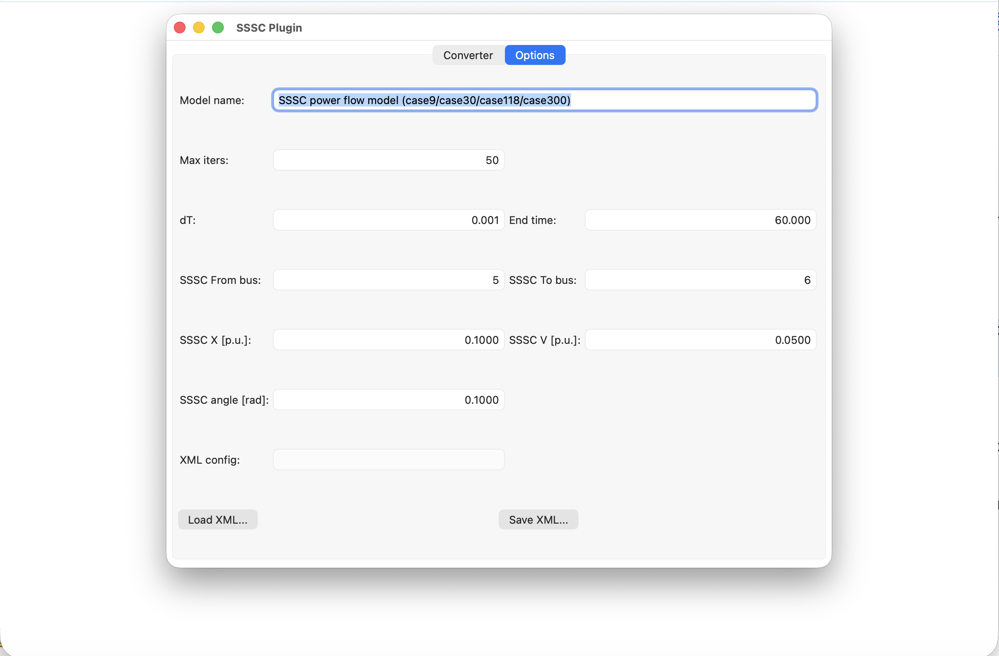 SSSC Plugin
Converter Options
Model name: SSSC power flow model (case9/case30/case118/case300)
Max iters: 50
dT: 0.001 End time: 60.000
SSSC From bus: 5 SSSC To bus: 6
SSSC X [p.u.]: 0.1000 SSSC V [p.u.]: 0.0500
SSSC angle [rad]: 0.1000
XML config:
Load XML... Save XML...